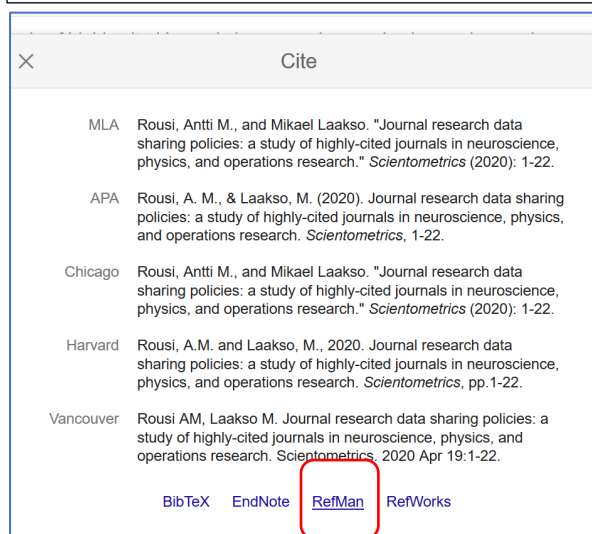 Cite
MLA Rousi, Antti M., and Mikael Laakso. "Journal research data
sharing policies: a study of highly-cited journals in neuroscience,
physics, and operations research." Scientometrics (2020): 1-22.
APA Rousi, A. M., & Laakso, M. (2020). Journal research data sharing
policies: a study of highly-cited journals in neuroscience, physics,
and operations research. Scientometrics, 1-22.
Chicago Rousi, Antti M., and Mikael Laakso. "Journal research data
sharing policies: a study of highly-cited journals in neuroscience,
physics, and operations research." Scientometrics (2020): 1-22.
Harvard Rousi, A.M. and Laakso, M., 2020. Journal research data
sharing policies: a study of highly-cited journals in neuroscience,
physics, and operations research. Scientometrics, pp.1-22.
Vancouver Rousi AM, Laakso M. Journal research data sharing policies: a
study of highly-cited journals in neuroscience, physics, and
operations research. Scientometrics. 2020 Apr 19:1-22.
BibTeX EndNote RefMan RefWorks